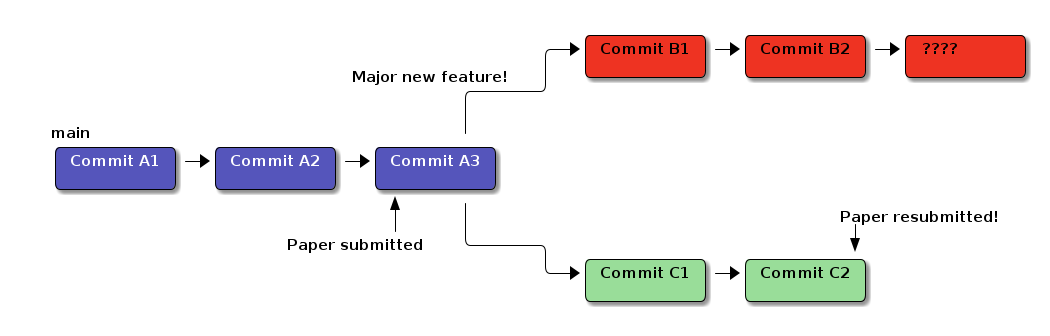 Commit B1
Commit B2
????
Major new feature!
main
Commit A1
Commit A2
Commit A3
Paper submitted
Paper resubmitted!
Commit C1
Commit C2